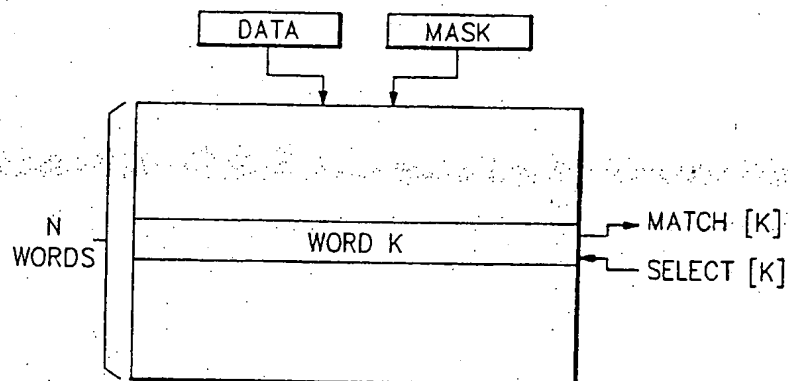 DATA
MASK
N
WORDS
WORD K
MATCH [K]
SELECT [K]